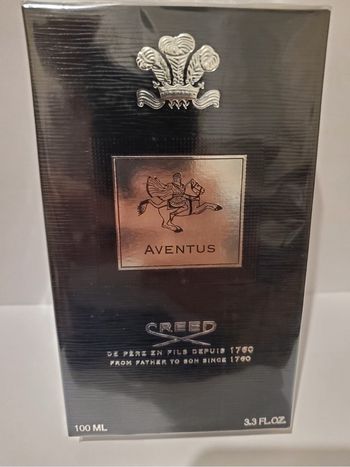 AVENTUS
CREED
DE PÈRE EN FILS DEPUIS 1760
FROM FATHER TO SON SINCE 1760
100 ML 3.3 FL.OZ.